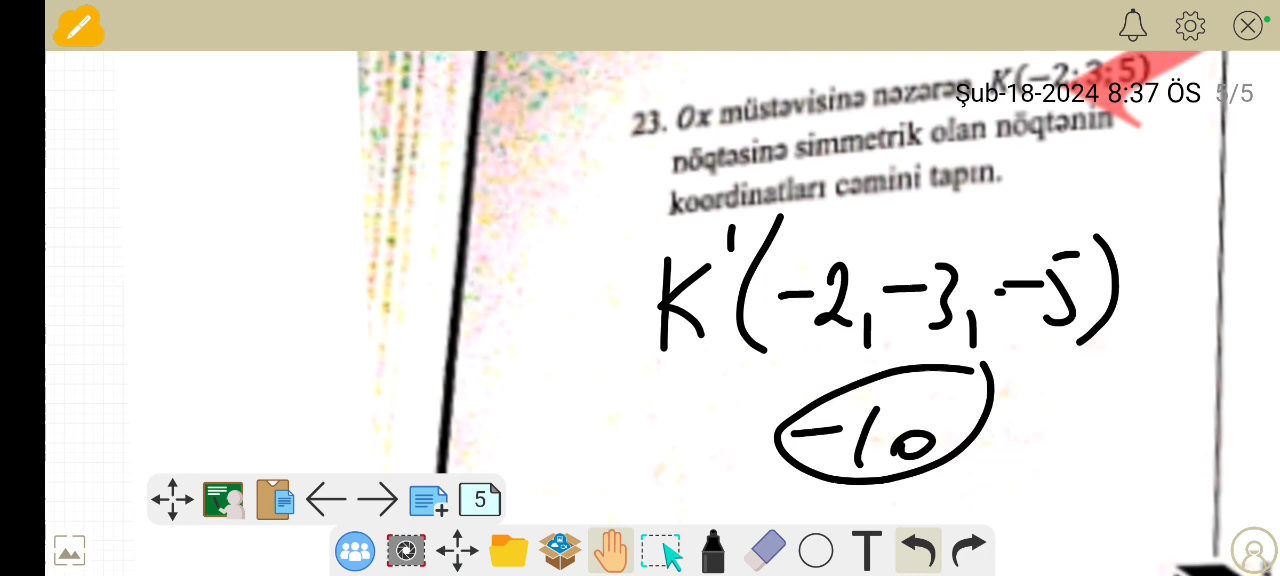 Şub-18-2024 8:37 ÖS 5/5
23. Ox müstəvisinə nəzərən K(−2; 3; 5)
nöqtəsinə simmetrik olan nöqtənin
koordinatları cəmini tapın.
K'(-2, -3, -5)
-10
5
T